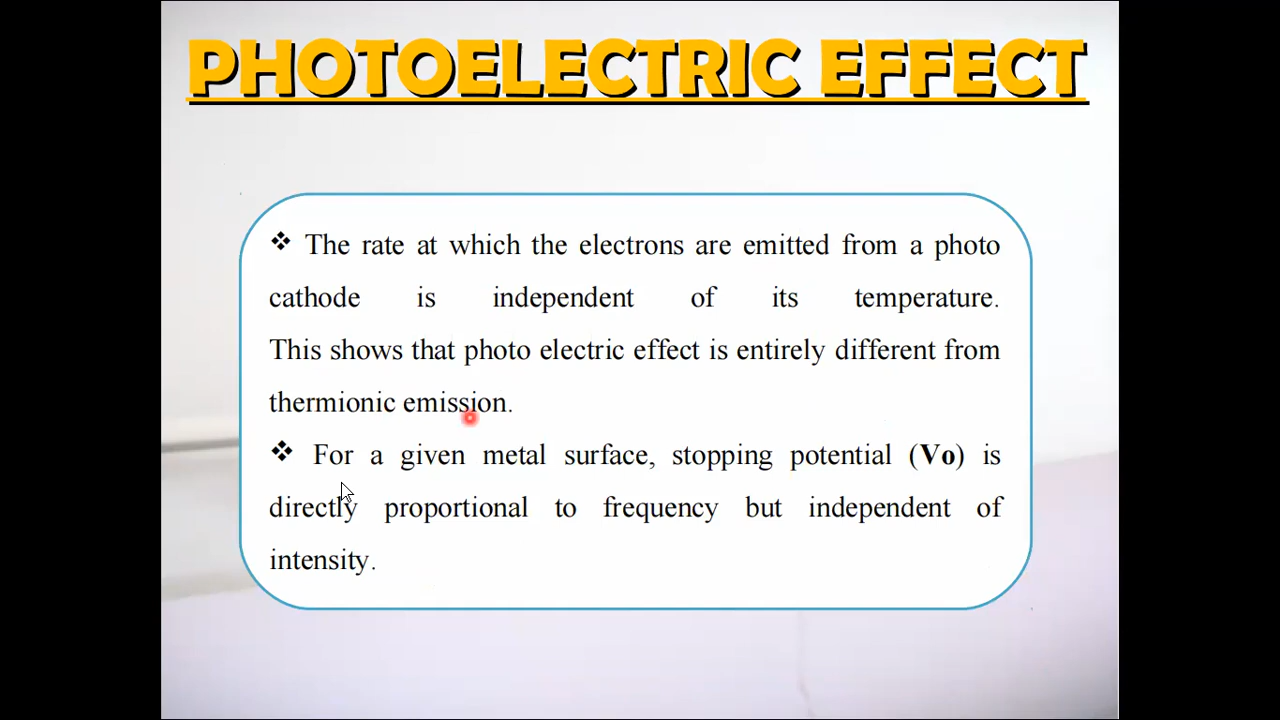 PHOTOELECTRIC EFFECT
❖ The rate at which the electrons are emitted from a photo
cathode is independent of its temperature.
This shows that photo electric effect is entirely different from
thermionic emission.
❖ For a given metal surface, stopping potential (Vo) is
directly proportional to frequency but independent of
intensity.